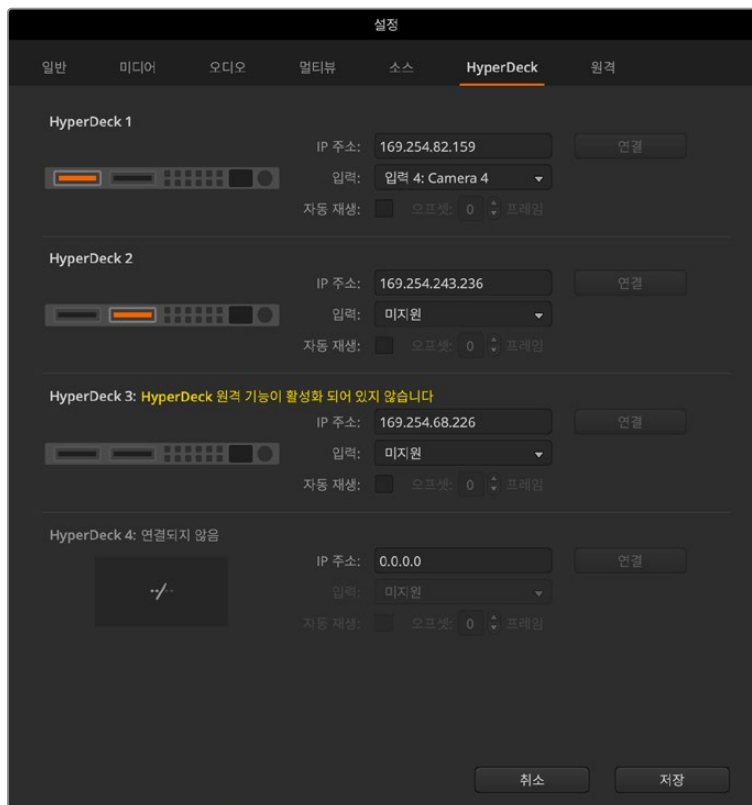 설정
일반 미디어 오디오 멀티뷰 소스 HyperDeck 원격
HyperDeck 1
IP 주소: 169.254.82.159 연결
입력: 입력 4: Camera 4
자동 재생: 오프셋: 0 프레임
HyperDeck 2
IP 주소: 169.254.243.236 연결
입력: 미지원
자동 재생: 오프셋: 0 프레임
HyperDeck 3: HyperDeck 원격 기능이 활성화 되어 있지 않습니다
IP 주소: 169.254.68.226 연결
입력: 미지원
자동 재생: 오프셋: 0 프레임
HyperDeck 4: 연결되지 않음
IP 주소: 0.0.0.0 연결
입력: 미지원
자동 재생: 오프셋: 0 프레임
취소 저장